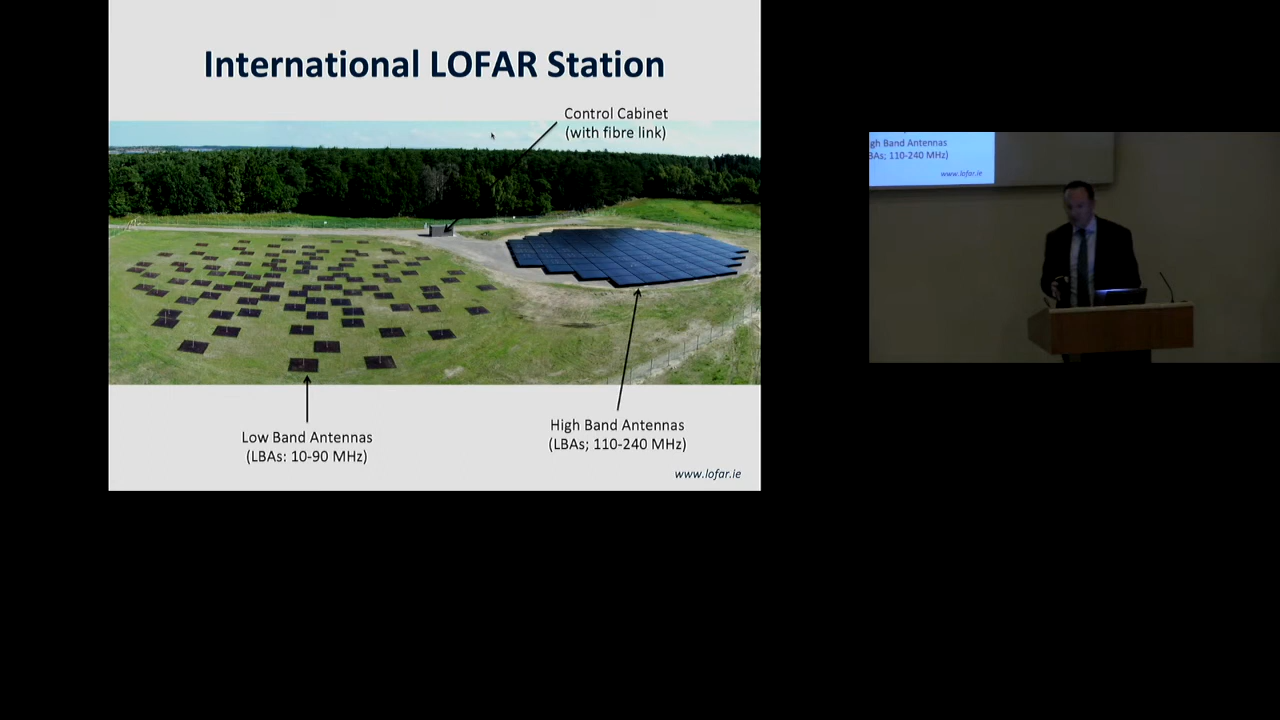 International LOFAR Station
Control Cabinet
(with fibre link)
Low Band Antennas
(LBAs: 10-90 MHz)
High Band Antennas
(LBAs; 110-240 MHz)
www.lofar.ie
gh Band Antennas
BAs; 110-240 MHz)
www.lofar.ie